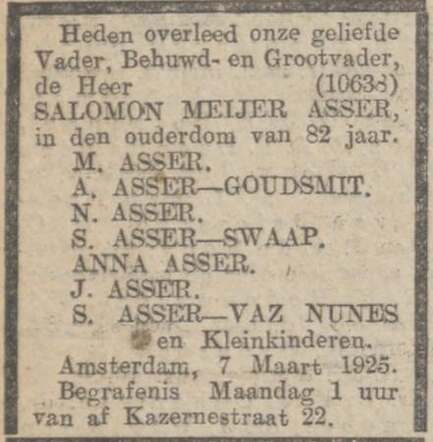 Heden overleed onze geliefde
Vader, Behuwd- en Grootvader,
de Heer (10638)
SALOMON MEIJER ASSER,
in den ouderdom van 82 jaar.
M. ASSER.
A. ASSER—GOUDSMIT.
N. ASSER.
S. ASSER—SWAAP.
ANNA ASSER.
J. ASSER.
S. ASSER—VAZ NUNES
en Kleinkinderen.
Amsterdam, 7 Maart 1925.
Begrafenis Maandag 1 uur
van af Kazernestraat 22.